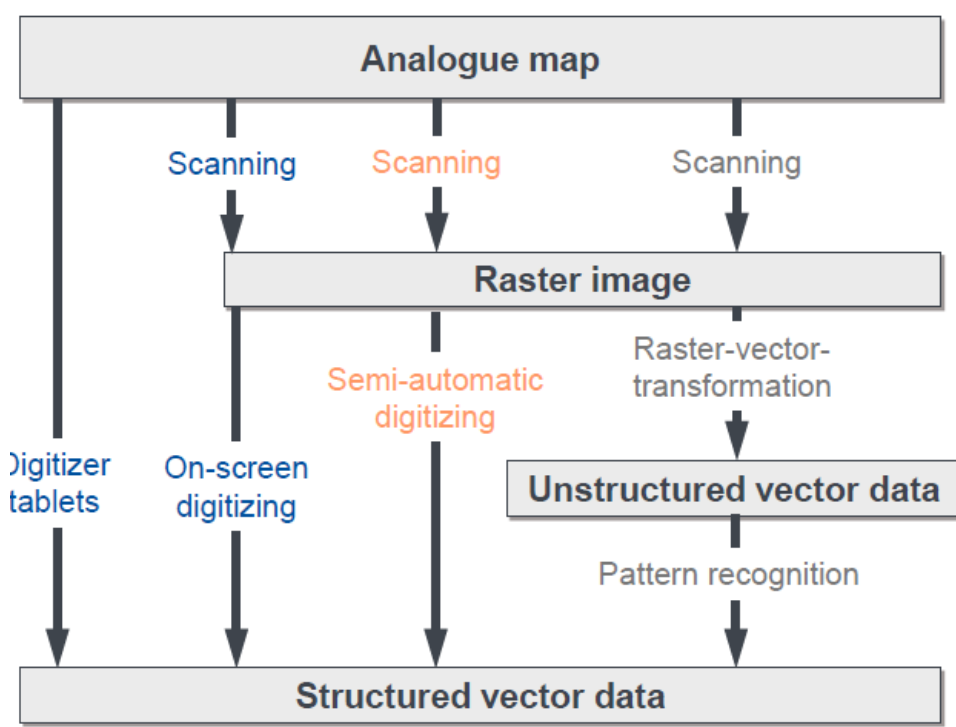 Analogue map
Scanning
Scanning
Scanning
Raster image
Raster-vector-
transformation
Semi-automatic
digitizing
Digitizer
tablets
On-screen
digitizing
Unstructured vector data
Pattern recognition
Structured vector data